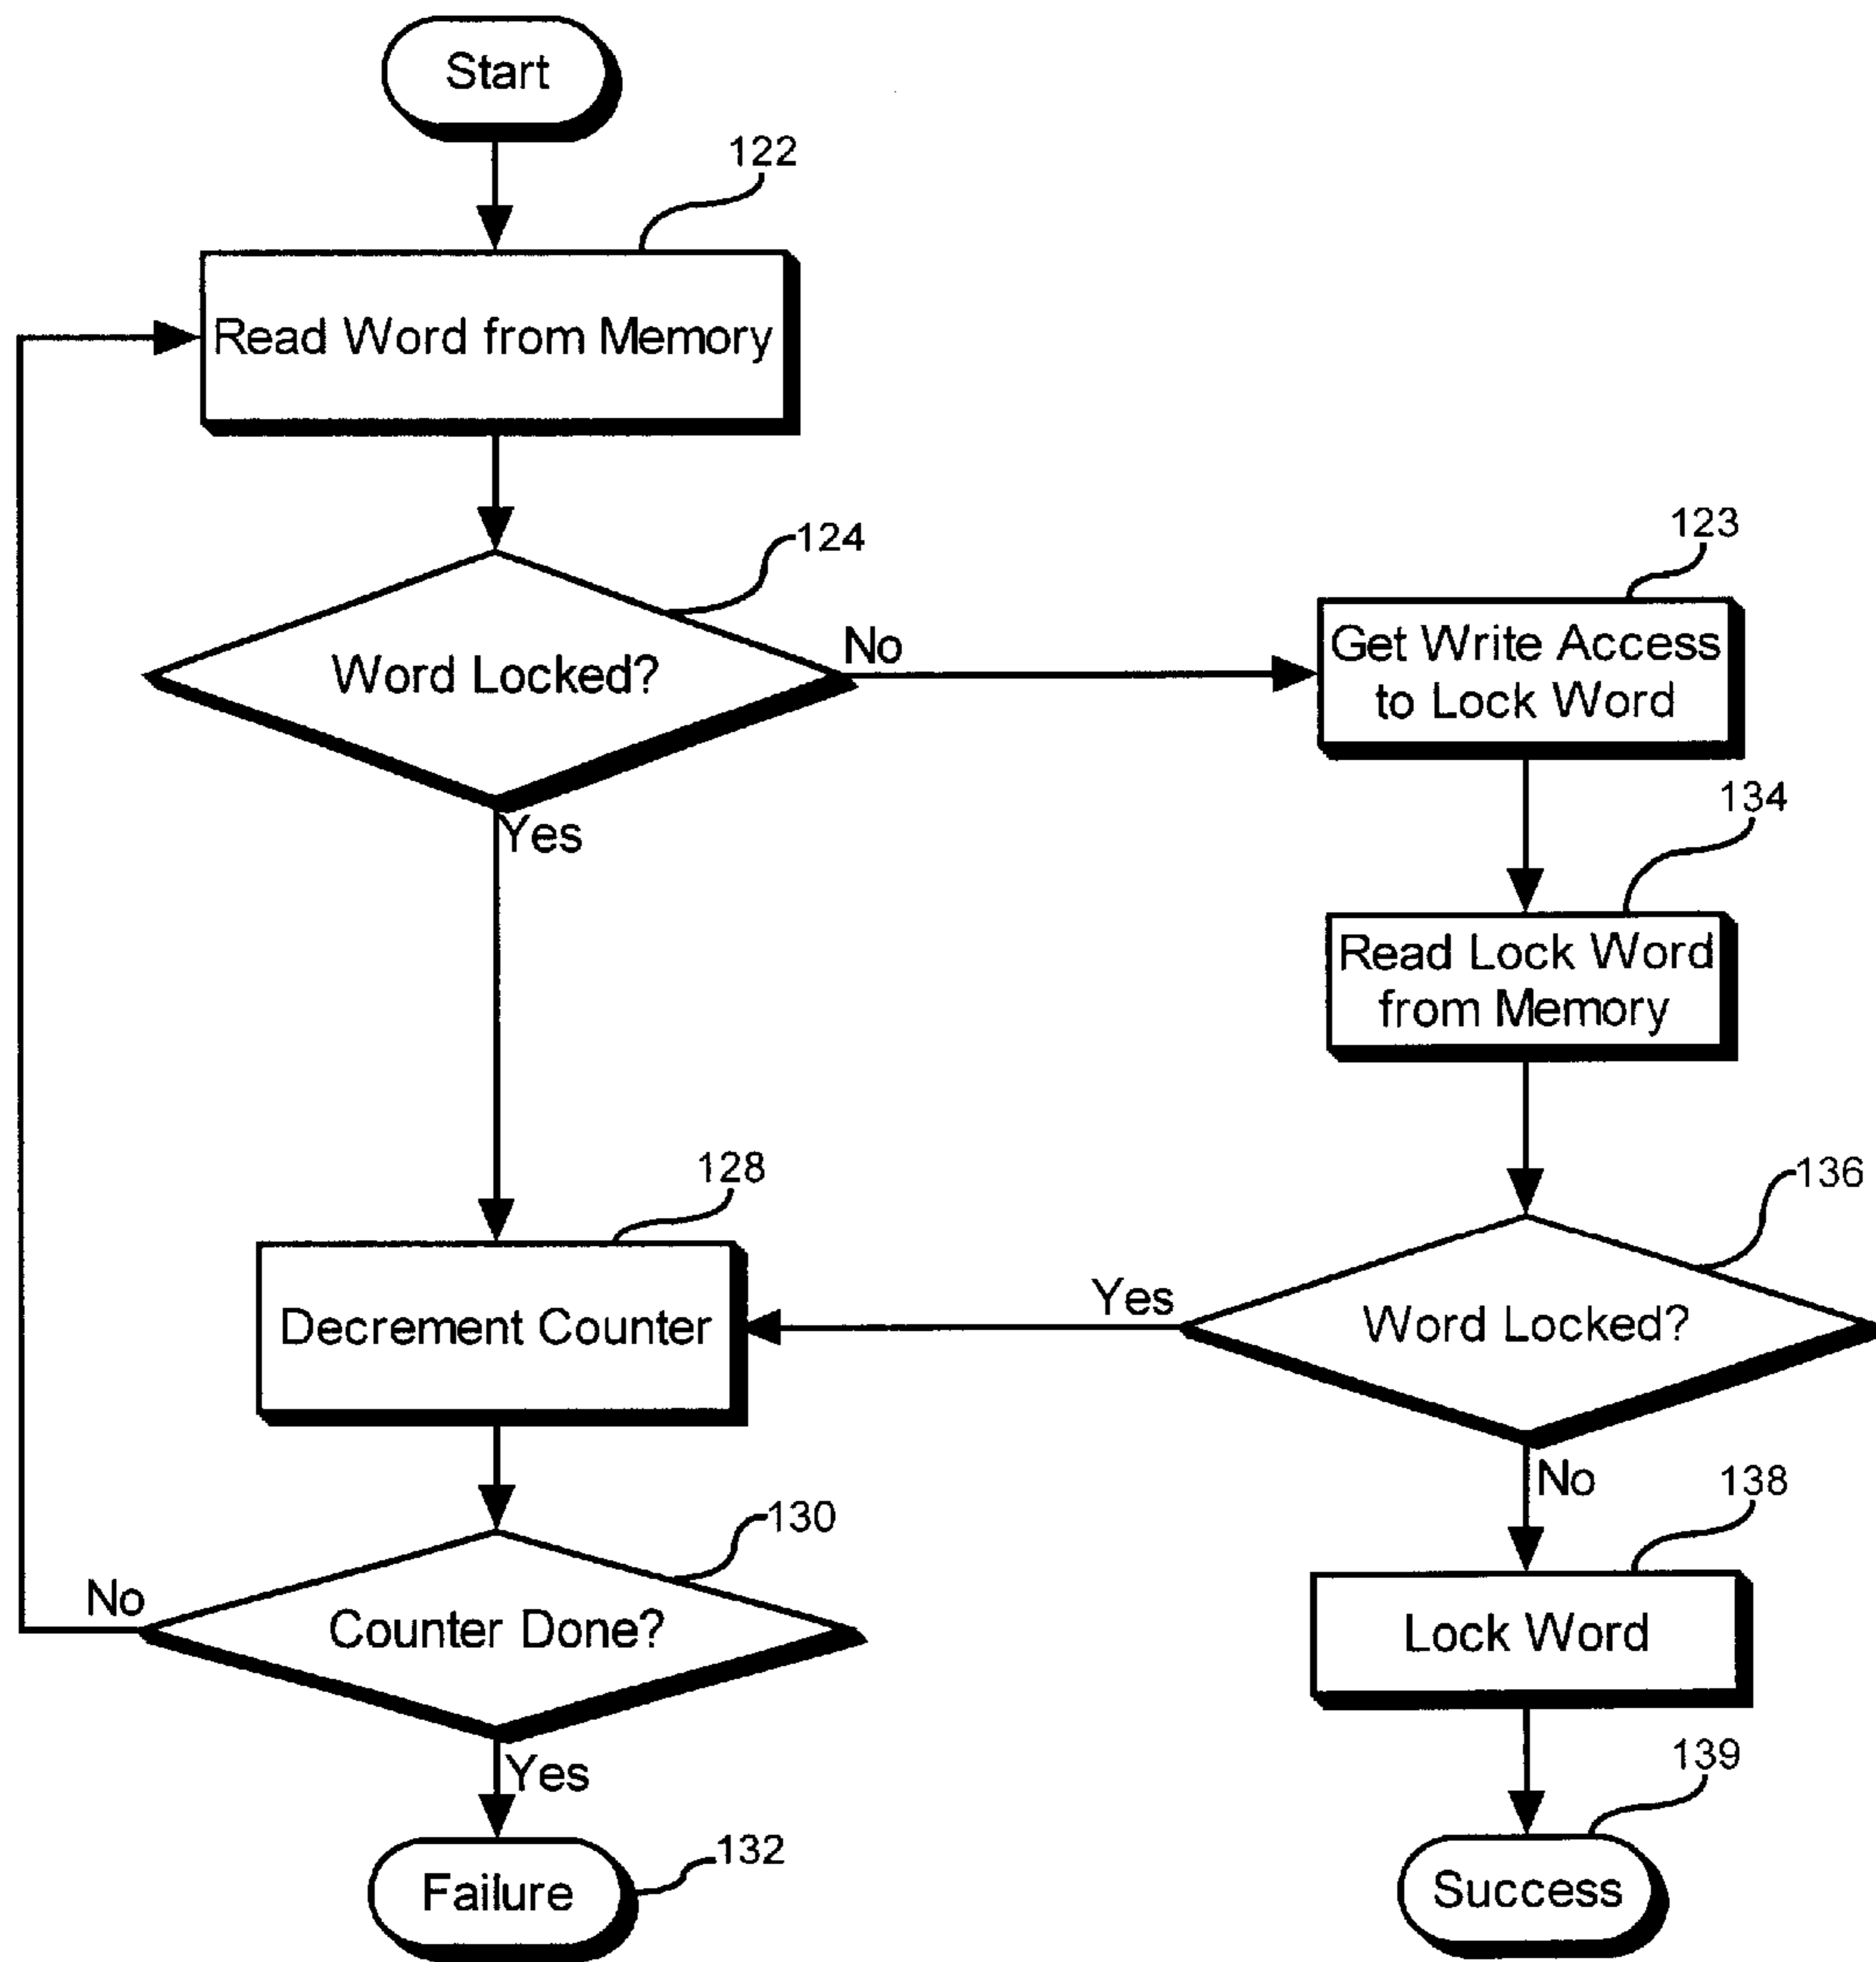 Start
122
Read Word from Memory
124
Word Locked?
No
Yes
123
Get Write Access
to Lock Word
134
Read Lock Word
from Memory
136
Word Locked?
Yes
No
128
Decrement Counter
130
Counter Done?
No
Yes
132
Failure
138
Lock Word
139
Success